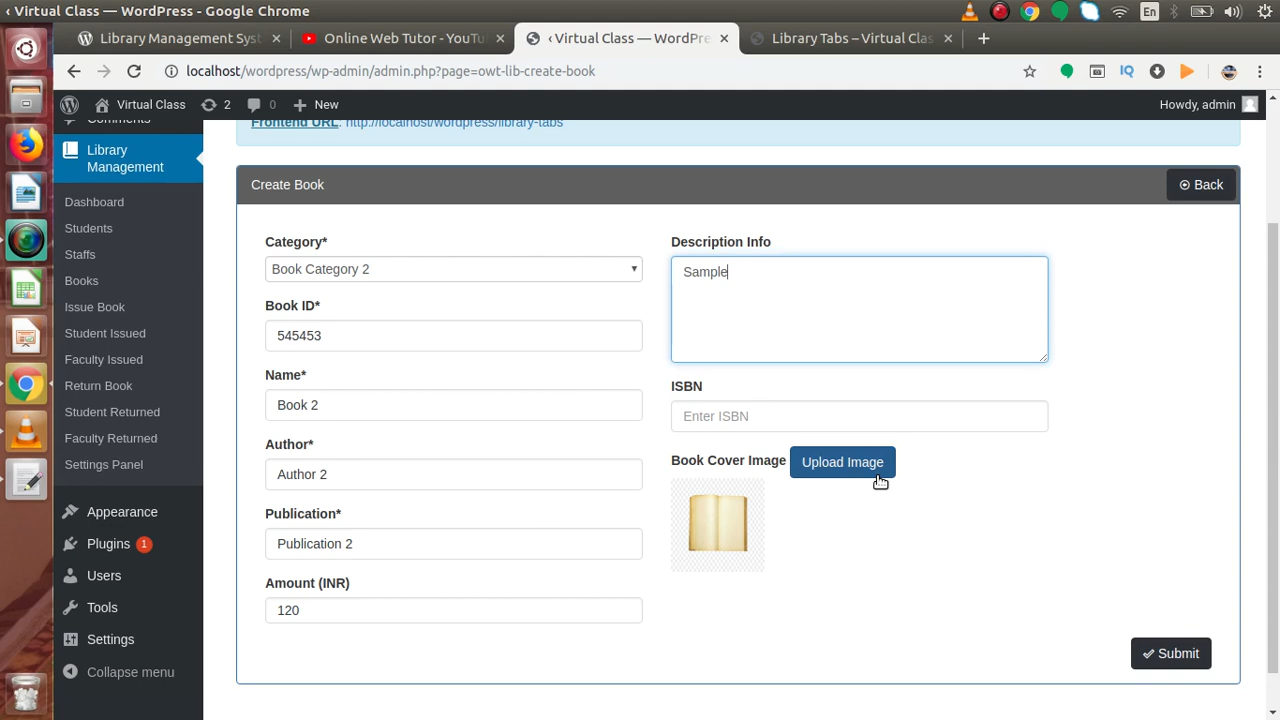 ‹ Virtual Class — WordPress - Google Chrome
En
Library Management Syst
Online Web Tutor - YouTu
‹ Virtual Class — WordPre
Library Tabs – Virtual Clas
localhost/wordpress/wp-admin/admin.php?page=owt-lib-create-book
IQ
Virtual Class
2
0
New
Howdy, admin
Comments
Library
Management
Dashboard
Students
Staffs
Books
Issue Book
Student Issued
Faculty Issued
Return Book
Student Returned
Faculty Returned
Settings Panel
Appearance
Plugins 1
Users
Tools
Settings
Collapse menu
Frontend URL: http://localhost/wordpress/library-tabs
Create Book
Back
Category*
Book Category 2
Book ID*
545453
Name*
Book 2
Author*
Author 2
Publication*
Publication 2
Amount (INR)
120
Description Info
Sample
ISBN
Enter ISBN
Book Cover Image
Upload Image
Submit